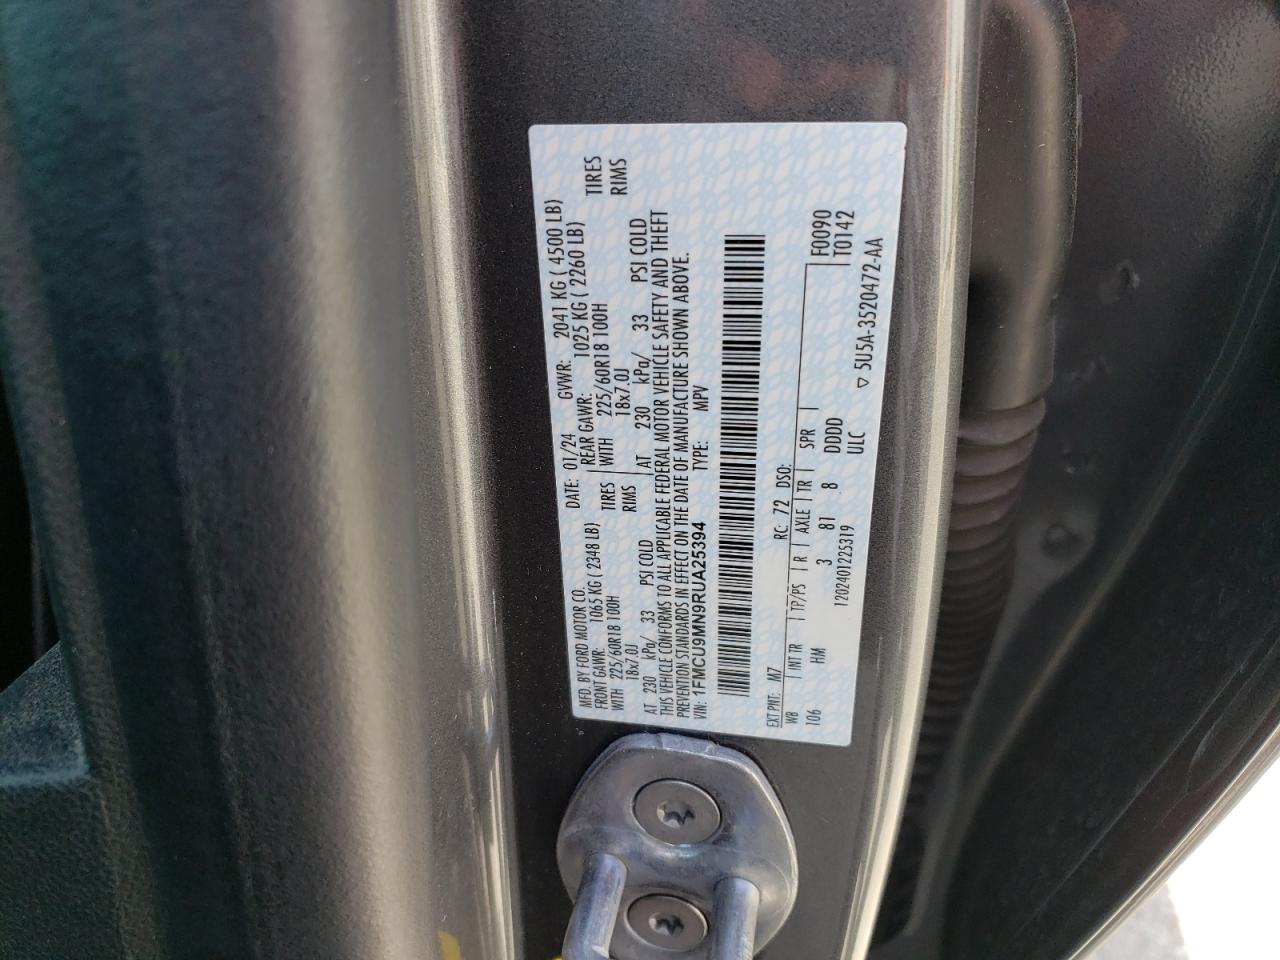 MFD. BY FORD MOTOR CO. DATE: 01/24 GVWR: 2041 KG ( 4500 LB)
FRONT GAWR: 1065 KG ( 2348 LB) REAR GAWR: 1025 KG ( 2260 LB)
WITH 225/60R18 100H TIRES WITH 225/60R18 100H TIRES
18x7.0J RIMS 18x7.0J RIMS
AT 230 kPa/ 33 PSI COLD AT 230 kPa/ 33 PSI COLD
THIS VEHICLE CONFORMS TO ALL APPLICABLE FEDERAL MOTOR VEHICLE SAFETY AND THEFT
PREVENTION STANDARDS IN EFFECT ON THE DATE OF MANUFACTURE SHOWN ABOVE.
VIN: 1FMCU9MN9RUA25394 TYPE: MPV
EXT PNT: M7 RC: 72 DSO:
WB INT TR TP/PS R AXLE TR SPR F0090
106 HM 3 81 8 DDDD T0142
1202401225319 ULC
5U5A-3520472-AA